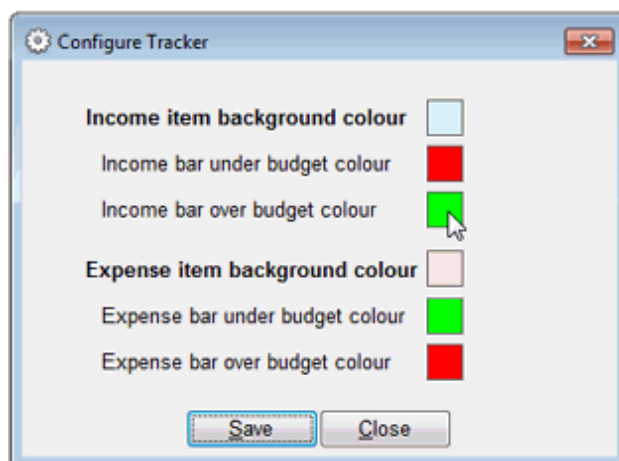 Configure Tracker
Income item background colour
Income bar under budget colour
Income bar over budget colour
Expense item background colour
Expense bar under budget colour
Expense bar over budget colour
Save Close